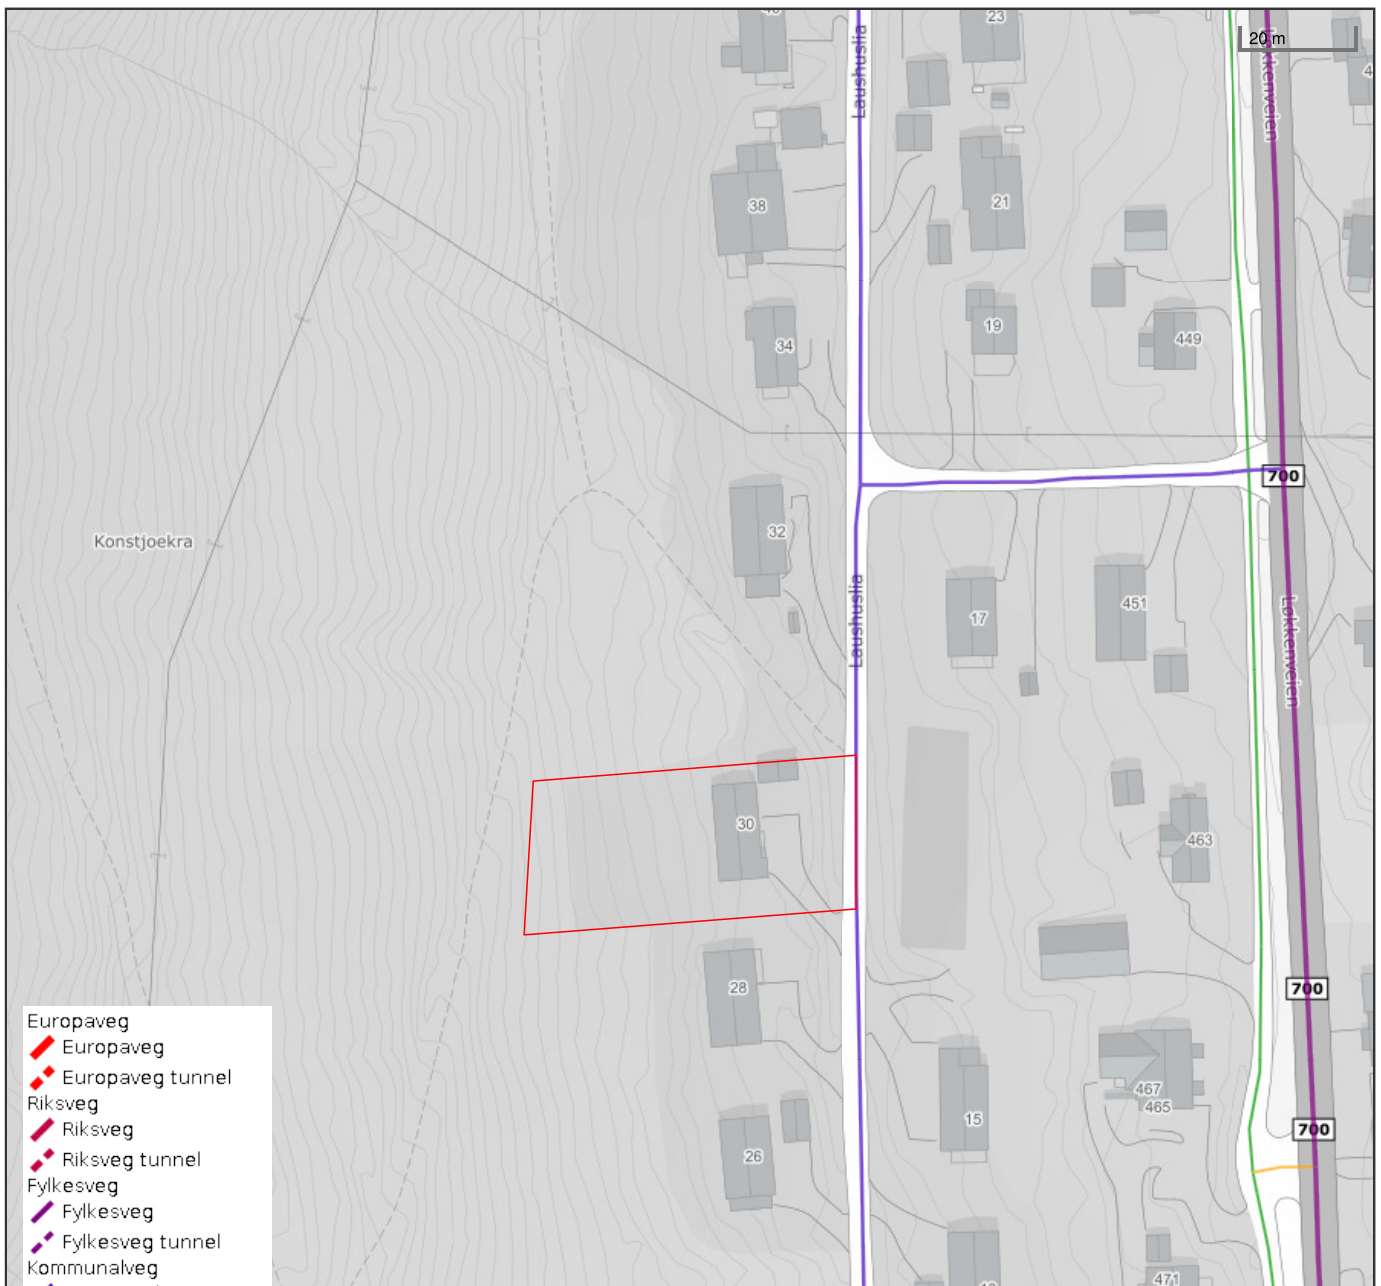 23
20 m
Laushuslia
Løkkenveien
38
21
19
34
449
700
32
Konstjoekra
Laushuslia
17
451
Løkkenveien
30
463
28
700
467
465
15
700
26
471
Europaveg
Europaveg
Europaveg tunnel
Riksveg
Riksveg
Riksveg tunnel
Fylkesveg
Fylkesveg
Fylkesveg tunnel
Kommunalveg